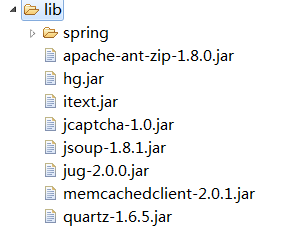 lib
spring
apache-ant-zip-1.8.0.jar
hg.jar
itext.jar
jcaptcha-1.0.jar
jsoup-1.8.1.jar
jug-2.0.0.jar
memcachedclient-2.0.1.jar
quartz-1.6.5.jar